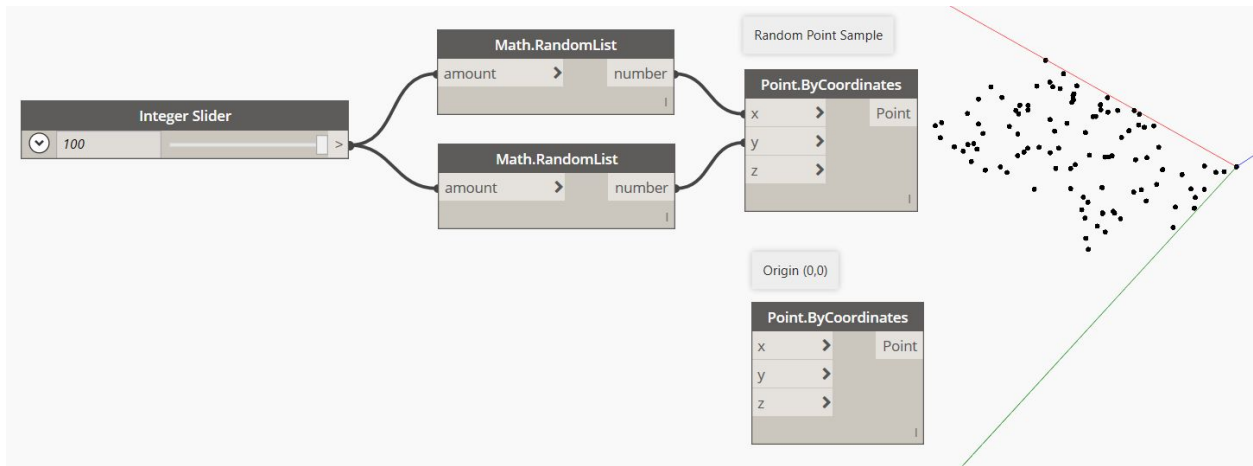 Integer Slider
100
>
Math.RandomList
amount
number
Math.RandomList
amount
number
Random Point Sample
Point.ByCoordinates
x
Point
y
z
Origin (0,0)
Point.ByCoordinates
x
Point
y
z